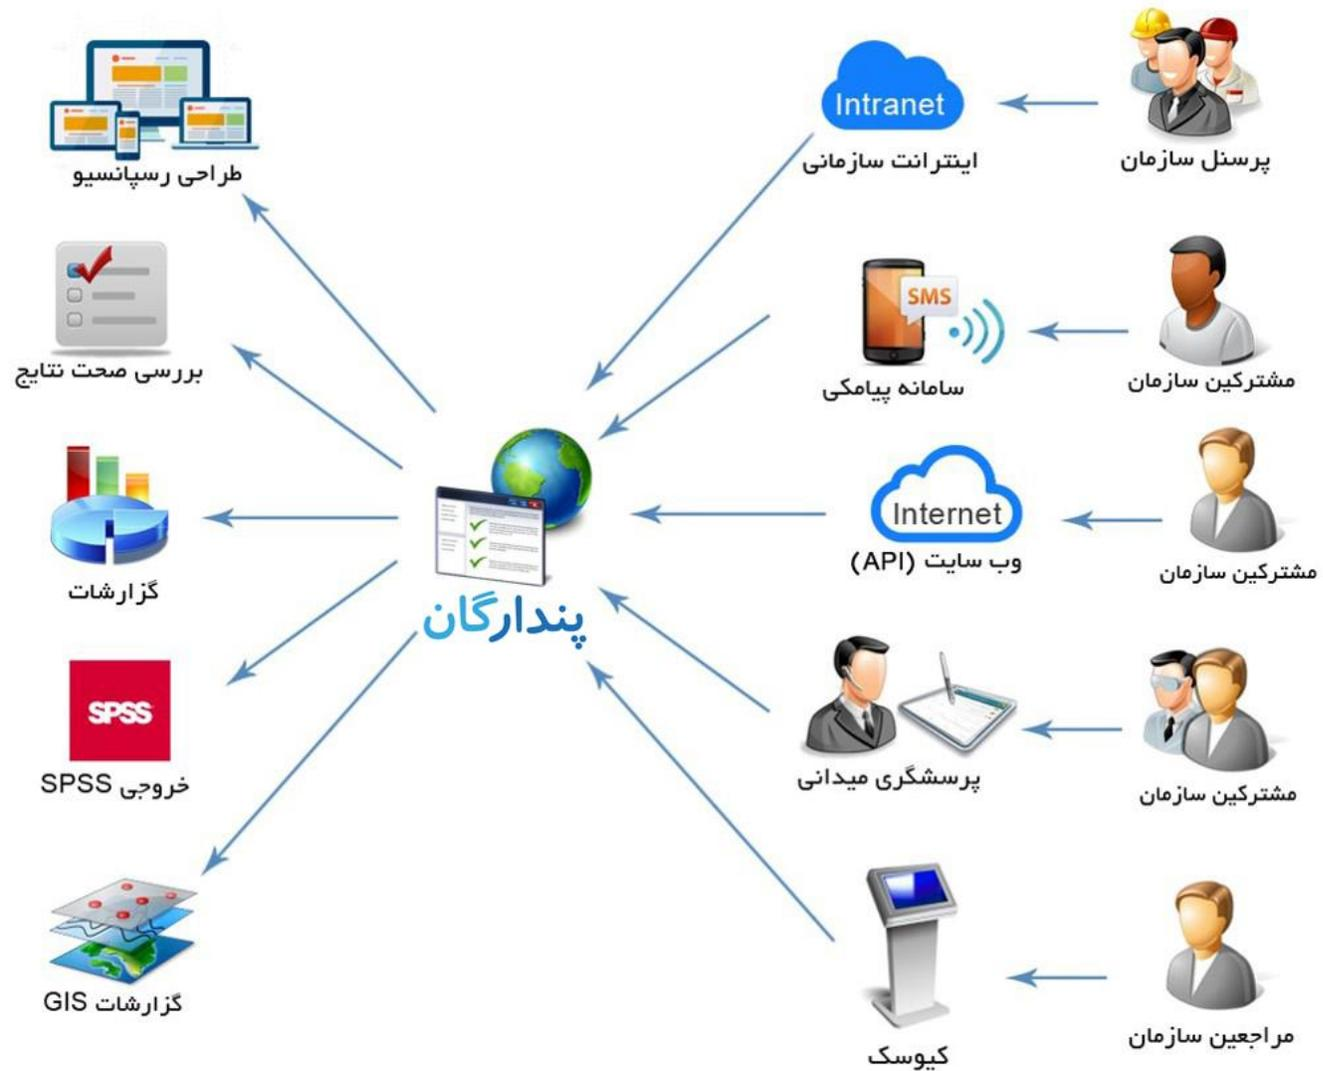 Intranet
پرسنل سازمان
اینترانت سازمانی
طراحی رسپانسیو
SMS
مشترکین سازمان
سامانه پیامکی
بررسی صحت نتایج
Internet
مشترکین سازمان
وب سایت (API)
گزارشات
پندارگان
SPSS
خروجی SPSS
پرسشگری میدانی
مشترکین سازمان
گزارشات GIS
مراجعین سازمان
کیوسک